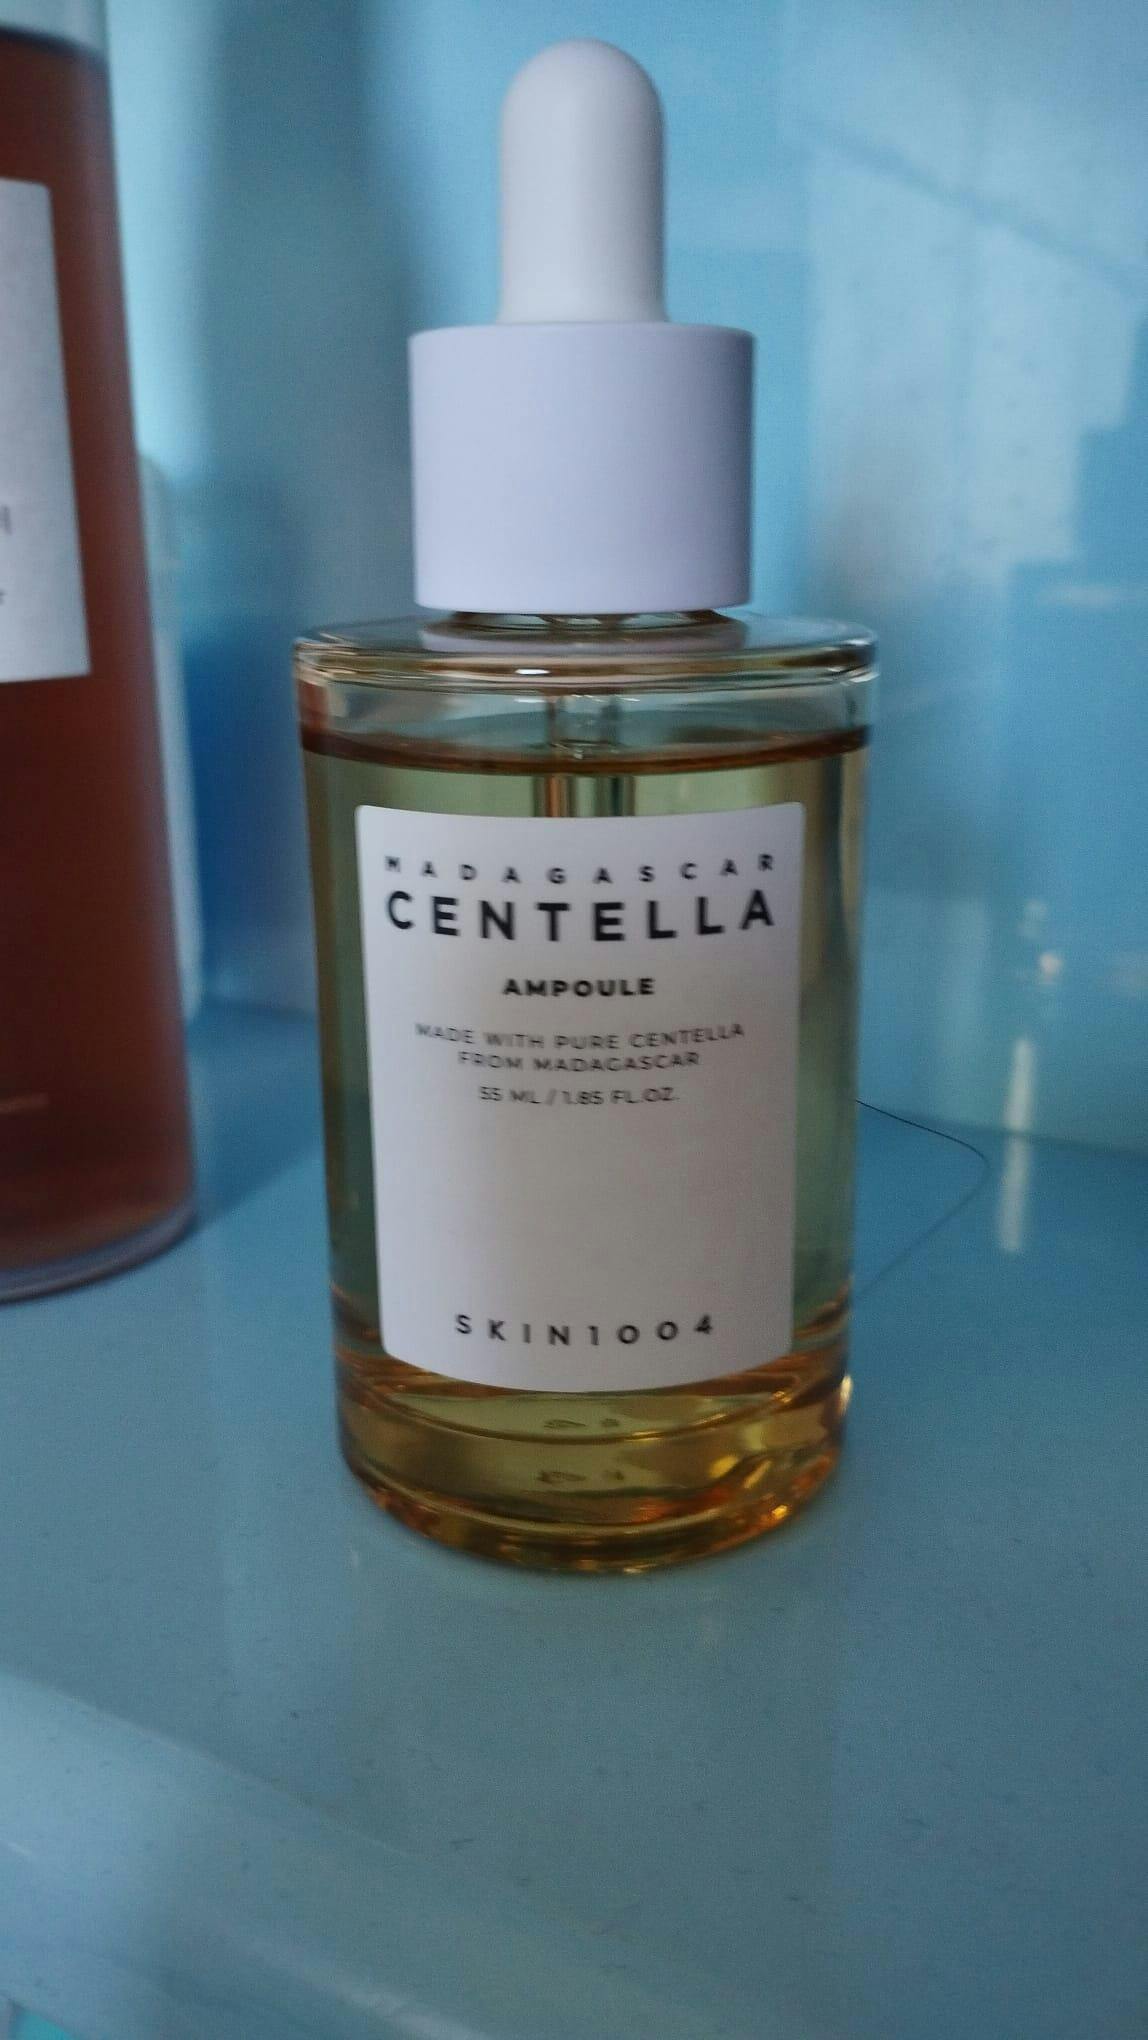 MADAGASCAR
CENTELLA
AMPOULE
MADE WITH PURE CENTELLA
FROM MADAGASCAR
55 ML / 1.85 FL.OZ.
SKIN1004